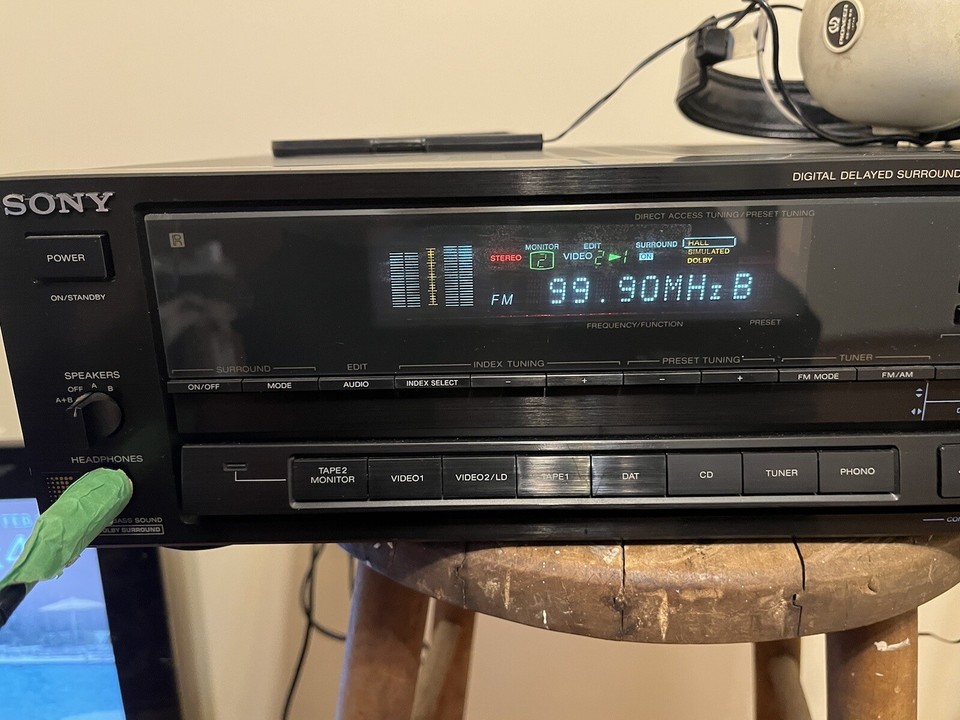 PIONEER
DIGITAL DELAYED SURROUND
SONY
DIRECT ACCESS TUNING/PRESET TUNING
R
POWER
ON/STANDBY
MONITOR EDIT SURROUND HALL
STEREO 2 VIDEO 2 1 ON SIMULATED
DOLBY
FM 99.90MHz B
FREQUENCY/FUNCTION PRESET
SURROUND EDIT INDEX TUNING PRESET TUNING TUNER
ON/OFF MODE AUDIO INDEX SELECT − + − + FM MODE FM/AM
SPEAKERS
OFF A B
A+B
HEADPHONES
TAPE2 MONITOR VIDEO1 VIDEO2/LD TAPE1 DAT CD TUNER PHONO
BASS SOUND
DOLBY SURROUND